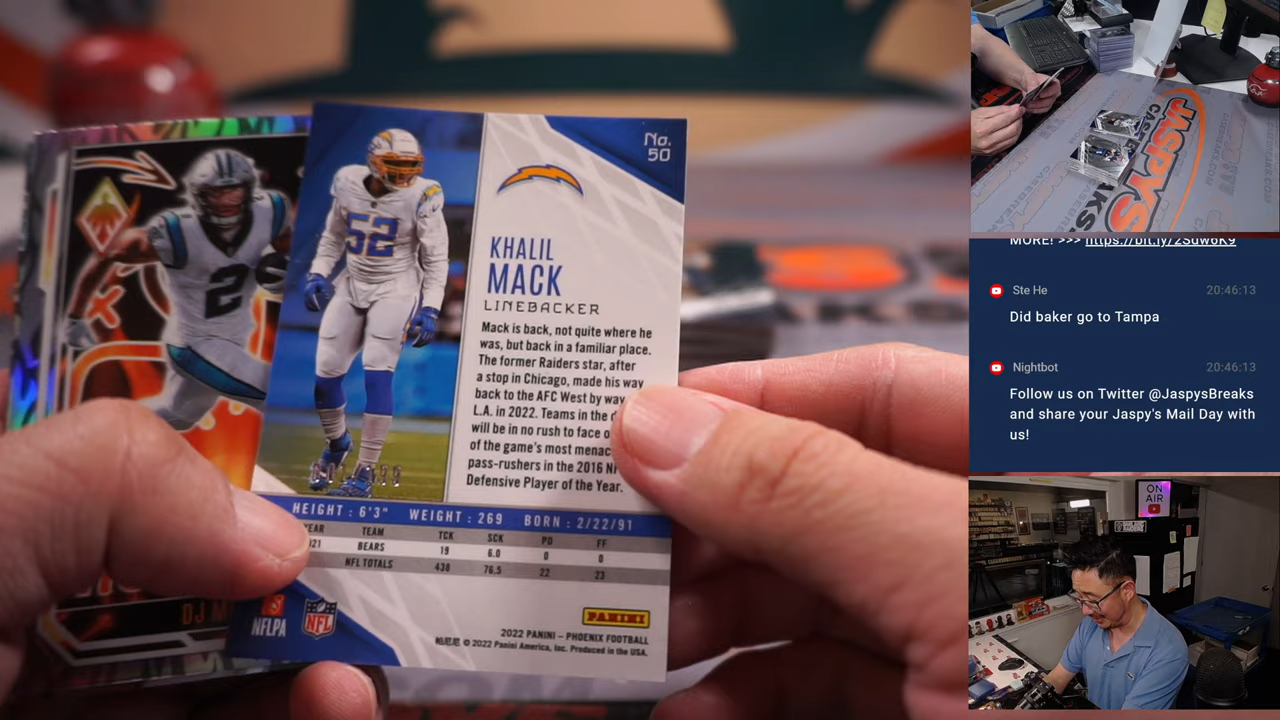 No.
50
KHALIL
MACK
LINEBACKER
Mack is back, not quite where he
was, but back in a familiar place.
The former Raiders star, after
a stop in Chicago, made his way
back to the AFC West by way
L.A. in 2022. Teams in the
will be in no rush to face
of the game's most
pass-rushers in the 2016
Defensive Player of the Year.
HEIGHT : 6'3" WEIGHT : 269 BORN : 2/22/91
TEAM TCK SCK PD FF
BEARS 19 6.0 0 0
NFL TOTALS 438 76.5 22 23
52
2
DJ
NFLPA
NFL
PANINI
2022 PANINI – PHOENIX FOOTBALL
© 2022 Panini America, Inc. Produced in the USA.
JASPYS
MORE! >>> https://bit.ly/2Sdw6K9
Ste He 20:46:13
Did baker go to Tampa
Nightbot 20:46:13
Follow us on Twitter @JaspysBreaks
and share your Jaspy's Mail Day with
us!
ON
AIR